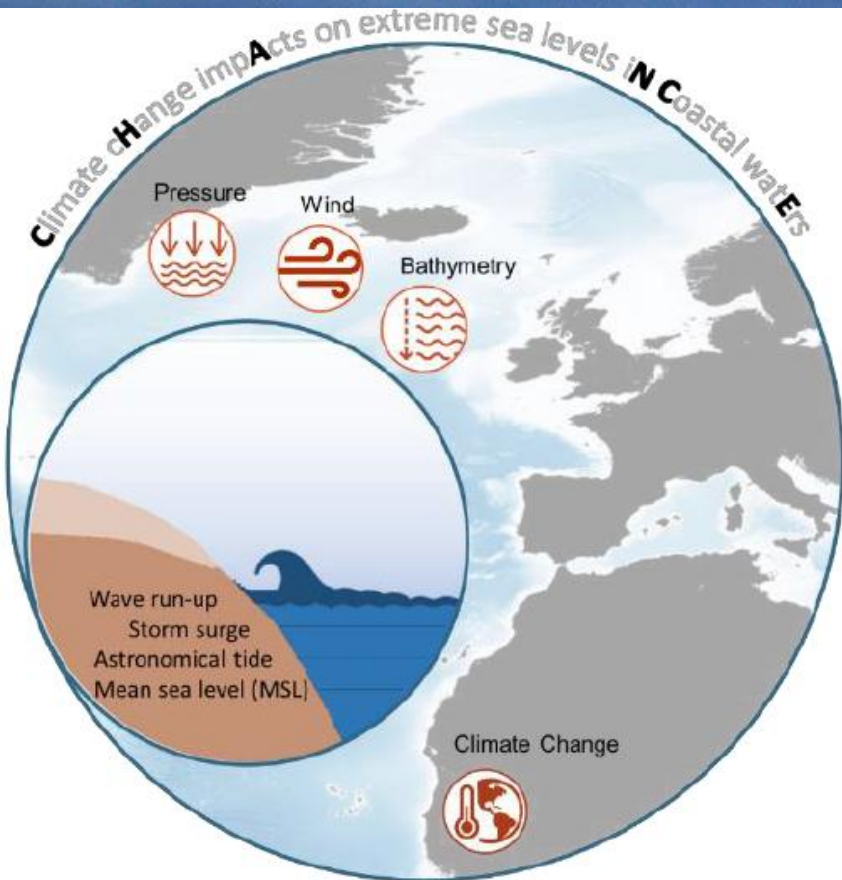 Climate cHange impActs on extreme sea levels iN Coastal watErs
Pressure
Wind
Bathymetry
Wave run-up
Storm surge
Astronomical tide
Mean sea level (MSL)
Climate Change